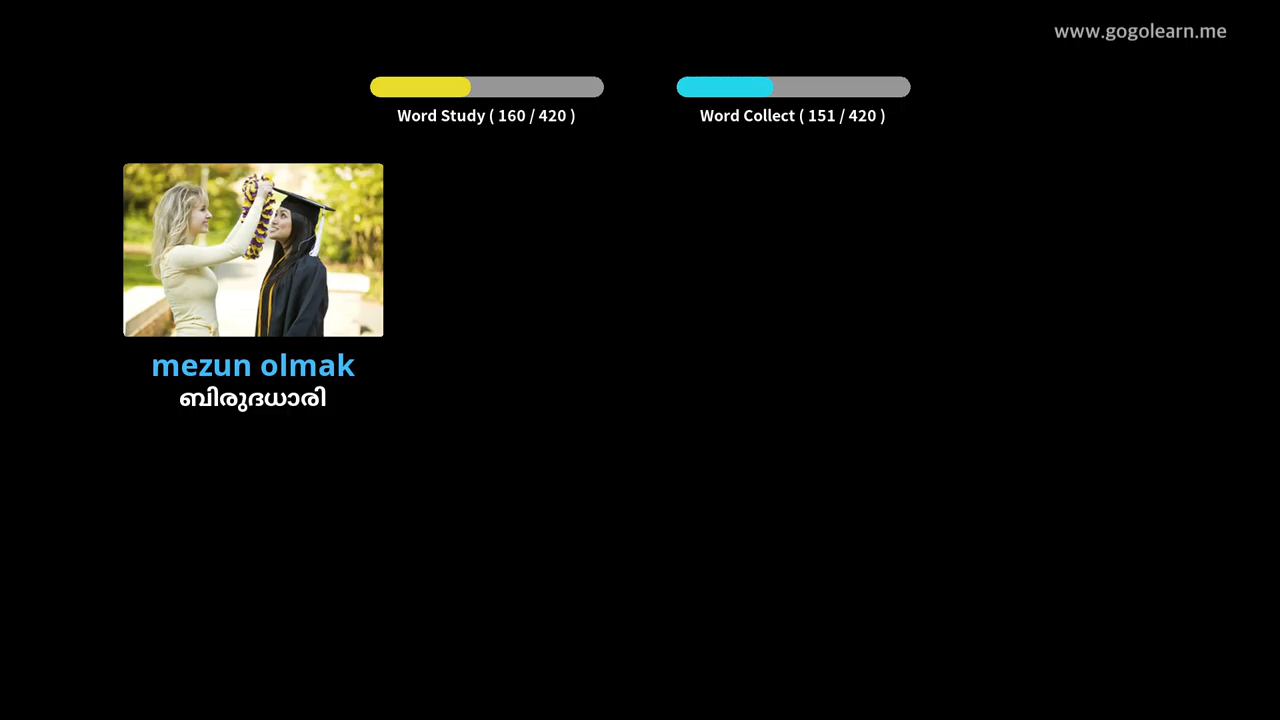 www.gogolearn.me
Word Study ( 160 / 420 )
Word Collect ( 151 / 420 )
mezun olmak
ബിരുദധാരി